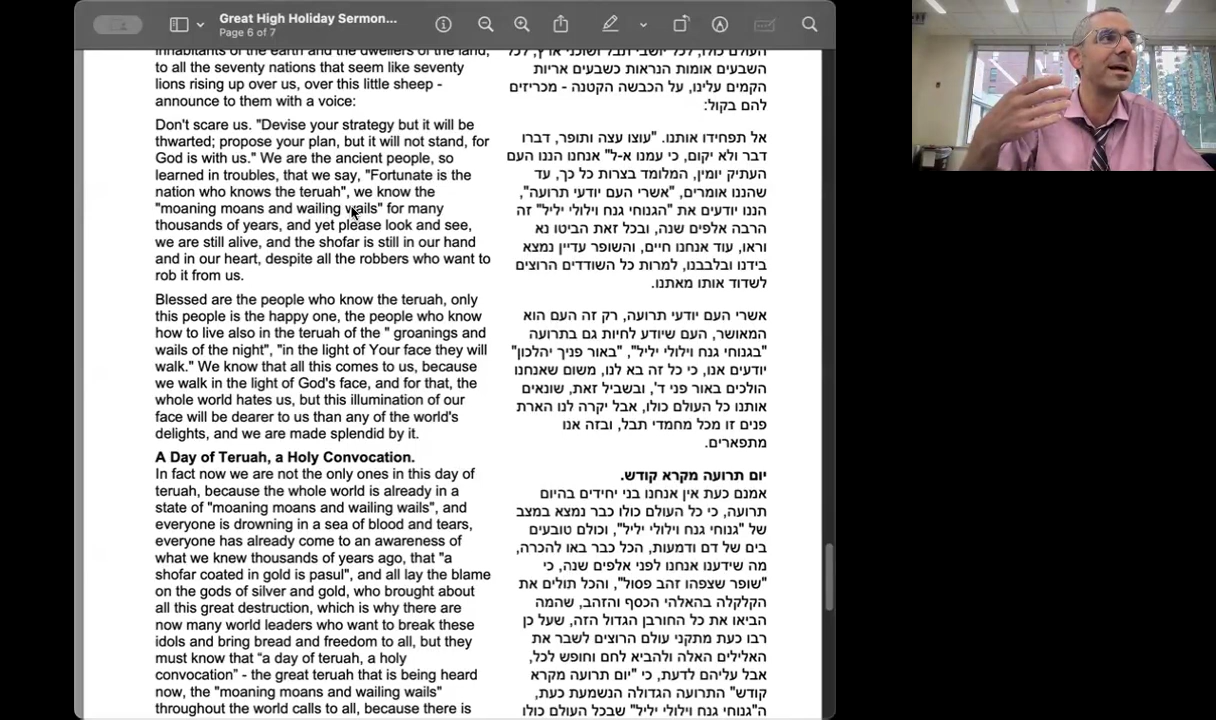 Great High Holiday Sermon...
Page 6 of 7
inhabitants of the earth and the dwellers of the land,
to all the seventy nations that seem like seventy
lions rising up over us, over this little sheep -
announce to them with a voice:
Don't scare us. "Devise your strategy but it will be
thwarted; propose your plan, but it will not stand, for
God is with us." We are the ancient people, so
learned in troubles, that we say, "Fortunate is the
nation who knows the teruah", we know the
"moaning moans and wailing wails" for many
thousands of years, and yet please look and see,
we are still alive, and the shofar is still in our hand
and in our heart, despite all the robbers who want to
rob it from us.
Blessed are the people who know the teruah, only
this people is the happy one, the people who know
how to live also in the teruah of the " groanings and
wails of the night", "in the light of Your face they will
walk." We know that all this comes to us, because
we walk in the light of God's face, and for that, the
whole world hates us, but this illumination of our
face will be dearer to us than any of the world's
delights, and we are made splendid by it.
A Day of Teruah, a Holy Convocation.
In fact now we are not the only ones in this day of
teruah, because the whole world is already in a
state of "moaning moans and wailing wails", and
everyone is drowning in a sea of blood and tears,
everyone has already come to an awareness of
what we knew thousands of years ago, that "a
shofar coated in gold is pasul", and all lay the blame
on the gods of silver and gold, who brought about
all this great destruction, which is why there are
now many world leaders who want to break these
idols and bring bread and freedom to all, but they
must know that "a day of teruah, a holy
convocation" - the great teruah that is being heard
now, the "moaning moans and wailing wails"
throughout the world calls to all, because there is
העולם כולו, לכל יושבי תבל ושוכני ארץ, לכל
השבעים אומות הנראות כשבעים אריות
הקמים עלינו, על הכבשה הקטנה - מכריזים
להם בקול:
אל תפחידו אותנו. "עוצו עצה ותופר, דברו
דבר ולא יקום, כי עמנו א-ל" אנחנו הננו העם
העתיק יומין, המלומד בצרות כל כך, עד
שהננו אומרים, "אשרי העם יודעי תרועה",
הננו יודעים את "הגנוחי גנח וילולי יליל" זה
הרבה אלפים שנה, ובכל זאת הביטו נא
וראו, עוד אנחנו חיים, והשופר עדיין נמצא
בידנו ובלבבנו, למרות כל השודדים הרוצים
לשדוד אותו מאתנו.
אשרי העם יודעי תרועה, רק זה העם הוא
המאושר, העם שיודע לחיות גם בתרועה
"בגנוחי גנח וילולי יליל", "באור פניך יהלכון"
יודעים אנו, כי כל זה בא לנו, משום שאנחנו
הולכים באור פני ד', ובשביל זאת, שונאים
אותנו כל העולם כולו, אבל יקרה לנו הארת
פנים זו מכל מחמדי תבל, ובזה אנו
מתפארים.
יום תרועה מקרא קודש.
אמנם כעת אין אנחנו בני יחידים בהיום
תרועה, כי כל העולם כולו כבר נמצא במצב
של "גנוחי גנח וילולי יליל", וכולם טובעים
בים של דם ודמעות, הכל כבר באו להכרה,
מה שידענו אנחנו לפני אלפים שנה, כי
"שופר שצפהו זהב פסול", והכל תולים את
הקלקלה בהאלהי הכסף והזהב, שהמה
הביאו את כל החורבן הגדול הזה, שעל כן
רבו כעת מתקני עולם הרוצים לשבר את
האלילים האלה ולהביא לחם וחופש לכל,
אבל עליהם לדעת, כי "יום תרועה מקרא
קודש" התרועה הגדולה הנשמעת כעת,
ה"גנוחי גנח וילולי יליל" שבכל העולם כולו